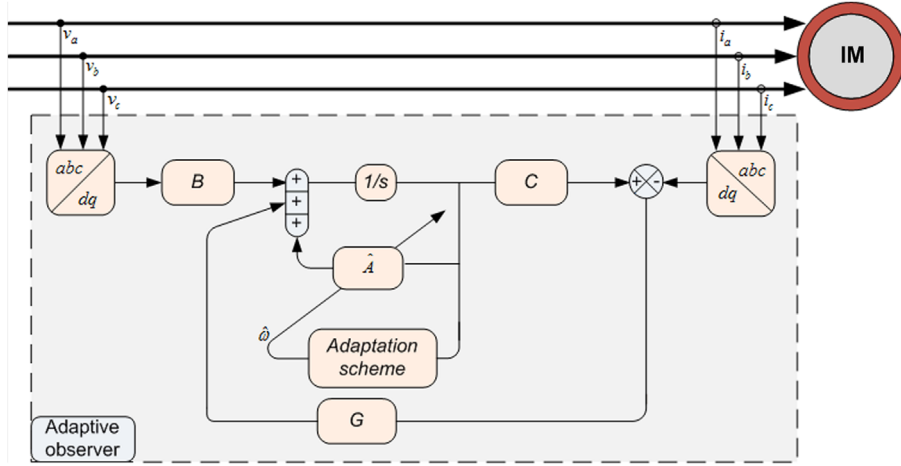 v_a
v_b
v_c
i_a
i_b
i_c
IM
abc
dq
B
+
+
+
1/s
C
+
-
abc
dq
Â
ω̂
Adaptation
scheme
G
Adaptive
observer